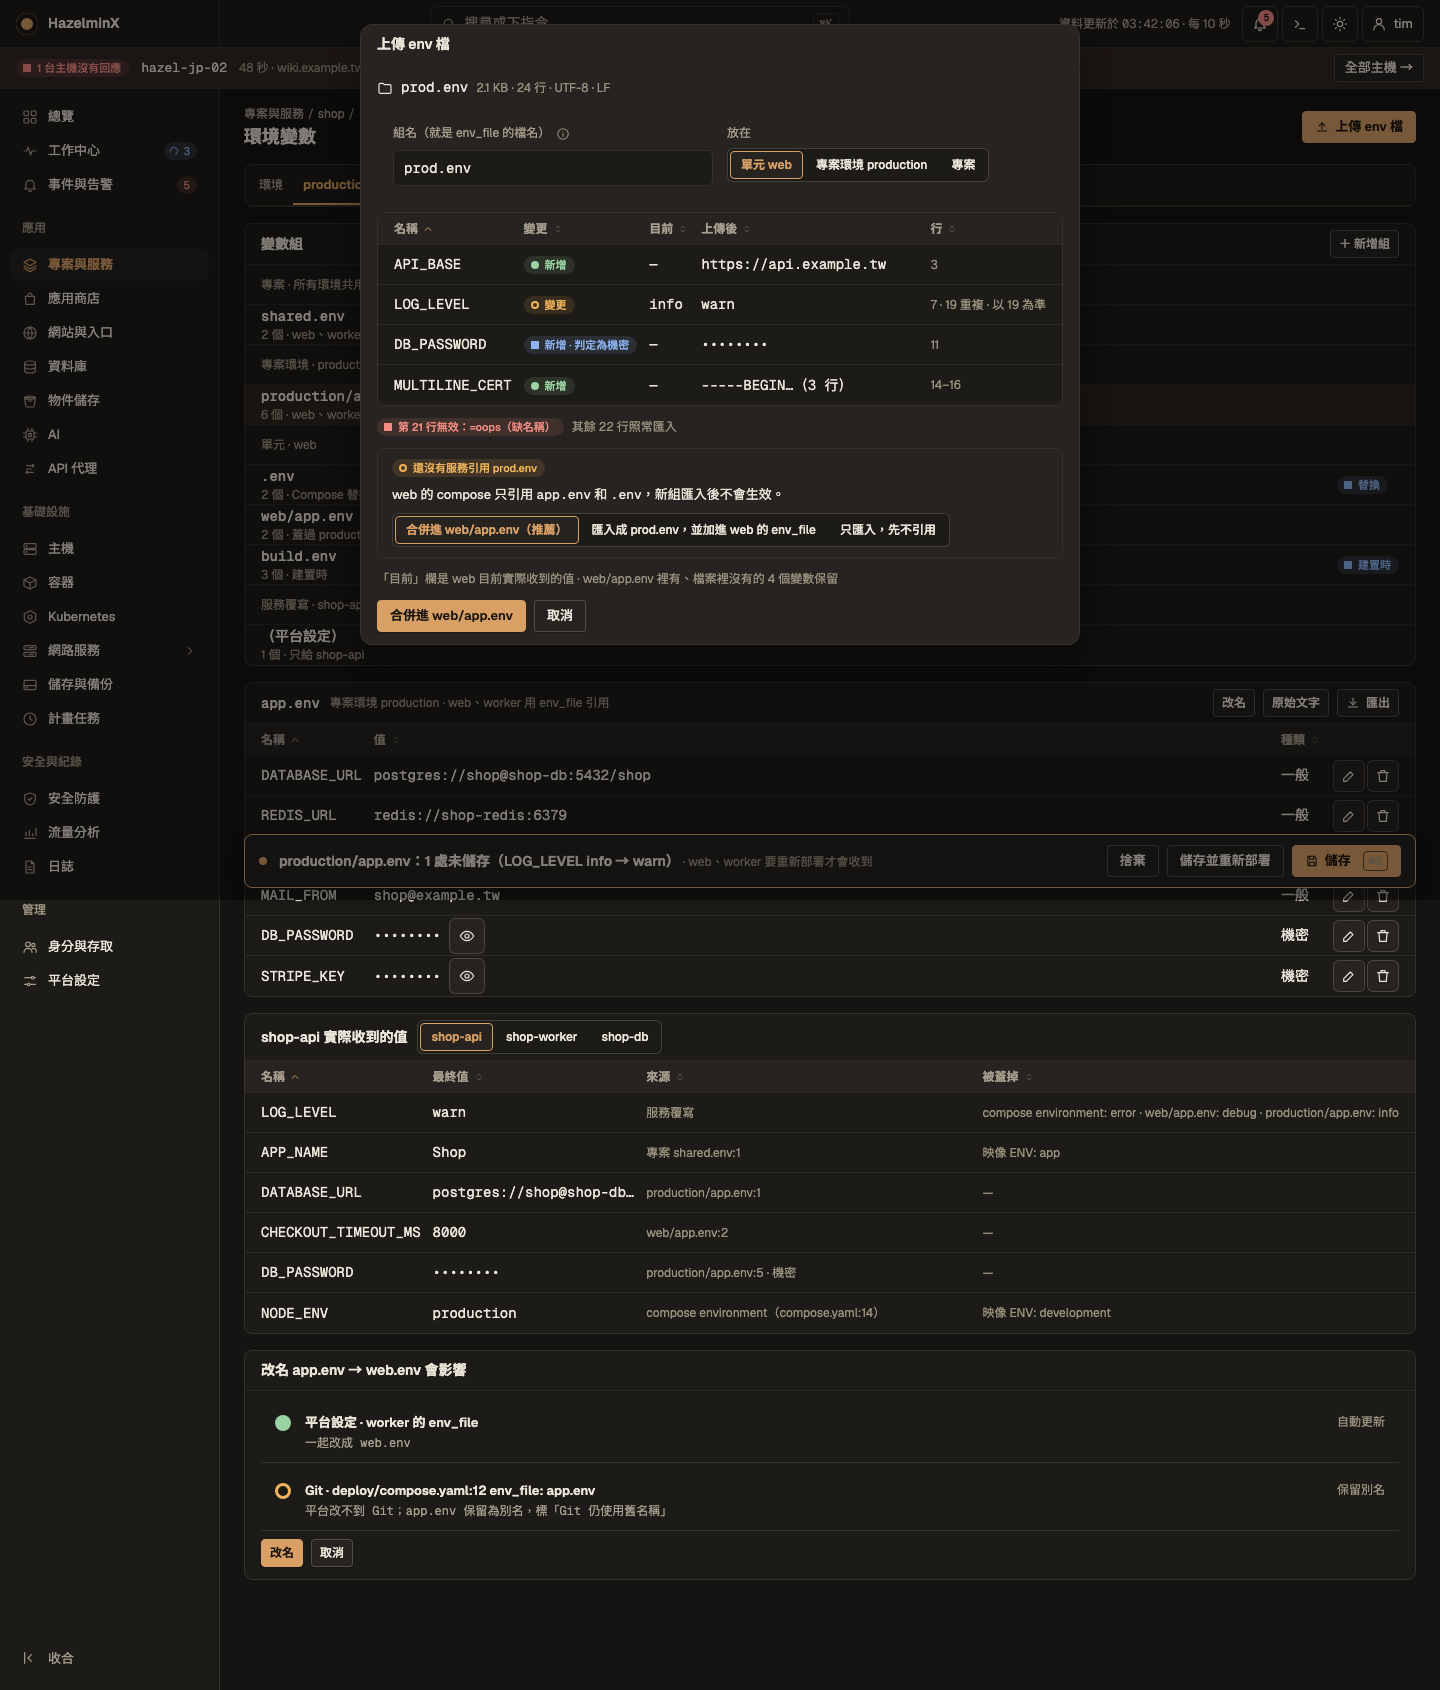 HazelminX
搜尋或下指令 ⌘K
資料更新於 03:42:06 · 每 10 秒
5
tim
1 台主機沒有回應 hazel-jp-02 48 秒 · wiki.example.tw
全部主機 →
總覽
工作中心 3
事件與告警 5
應用
專案與服務
應用商店
網站與入口
資料庫
物件儲存
AI
API 代理
基礎設施
主機
容器
Kubernetes
網路服務
儲存與備份
計畫任務
安全與紀錄
安全防護
流量分析
日誌
管理
身分與存取
平台設定
收合
專案與服務 / shop /
環境變數
上傳 env 檔
環境 productio
變數組
+ 新增組
專案 · 所有環境共用
shared.env
2 個 · web、worke
專案環境 · product
production/a
6 個 · web、worke
單元 · web
.env
2 個 · Compose 替
替換
web/app.env
2 個 · 蓋過 product
build.env
3 個 · 建置時
建置時
服務覆寫 · shop-ap
（平台設定）
1 個 · 只給 shop-api
上傳 env 檔
prod.env 2.1 KB · 24 行 · UTF-8 · LF
組名（就是 env_file 的檔名）
prod.env
放在
單元 web 專案環境 production 專案
名稱 變更 目前 上傳後 行
API_BASE 新增 — https://api.example.tw 3
LOG_LEVEL 變更 info warn 7 · 19 重複 · 以 19 為準
DB_PASSWORD 新增 · 判定為機密 — •••••••• 11
MULTILINE_CERT 新增 — -----BEGIN… (3 行) 14–16
第 21 行無效：=oops（缺名稱） 其餘 22 行照常匯入
還沒有服務引用 prod.env
web 的 compose 只引用 app.env 和 .env，新組匯入後不會生效。
合併進 web/app.env（推薦） 匯入成 prod.env，並加進 web 的 env_file 只匯入，先不引用
「目前」欄是 web 目前實際收到的值 · web/app.env 裡有、檔案裡沒有的 4 個變數保留
合併進 web/app.env 取消
app.env 專案環境 production · web、worker 用 env_file 引用
改名 原始文字 匯出
名稱 值 種類
DATABASE_URL postgres://shop@shop-db:5432/shop 一般
REDIS_URL redis://shop-redis:6379 一般
production/app.env：1 處未儲存（LOG_LEVEL info → warn） · web、worker 要重新部署才會收到
捨棄 儲存並重新部署 儲存 ⌘S
MAIL_FROM shop@example.tw 一般
DB_PASSWORD •••••••• 機密
STRIPE_KEY •••••••• 機密
shop-api 實際收到的值 shop-api shop-worker shop-db
名稱 最終值 來源 被蓋掉
LOG_LEVEL warn 服務覆寫 compose environment: error · web/app.env: debug · production/app.env: info
APP_NAME Shop 專案 shared.env:1 映像 ENV: app
DATABASE_URL postgres://shop@shop-db… production/app.env:1 —
CHECKOUT_TIMEOUT_MS 8000 web/app.env:2 —
DB_PASSWORD •••••••• production/app.env:5 · 機密 —
NODE_ENV production compose environment（compose.yaml:14） 映像 ENV: development
改名 app.env → web.env 會影響
平台設定 · worker 的 env_file
一起改成 web.env
自動更新
Git · deploy/compose.yaml:12 env_file: app.env
平台改不到 Git；app.env 保留為別名，標「Git 仍使用舊名稱」
保留別名
改名 取消